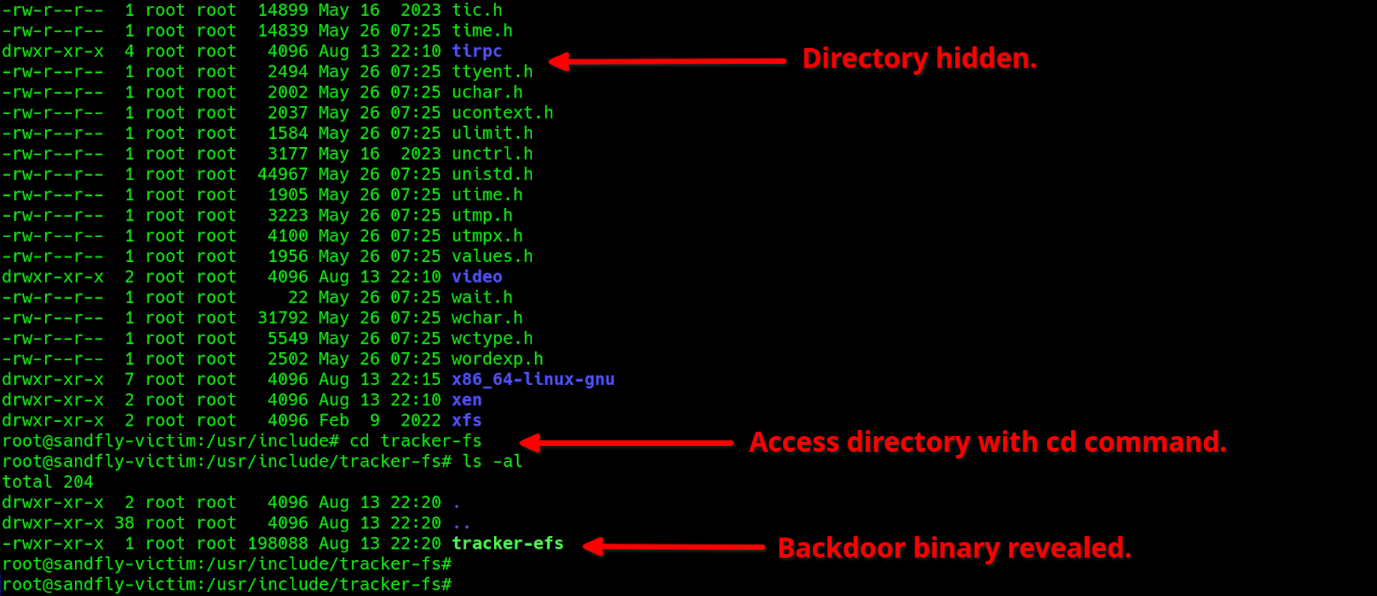 -rw-r--r--  1 root root  14899 May 16  2023 tic.h
-rw-r--r--  1 root root  14839 May 26 07:25 time.h
drwxr-xr-x  4 root root   4096 Aug 13 22:10 tirpc
Directory hidden.
-rw-r--r--  1 root root   2494 May 26 07:25 ttyent.h
-rw-r--r--  1 root root   2002 May 26 07:25 uchar.h
-rw-r--r--  1 root root   2037 May 26 07:25 ucontext.h
-rw-r--r--  1 root root   1584 May 26 07:25 ulimit.h
-rw-r--r--  1 root root   3177 May 16  2023 unctrl.h
-rw-r--r--  1 root root  44967 May 26 07:25 unistd.h
-rw-r--r--  1 root root   1905 May 26 07:25 utime.h
-rw-r--r--  1 root root   3223 May 26 07:25 utmp.h
-rw-r--r--  1 root root   4100 May 26 07:25 utmpx.h
-rw-r--r--  1 root root   1956 May 26 07:25 values.h
drwxr-xr-x  2 root root   4096 Aug 13 22:10 video
-rw-r--r--  1 root root     22 May 26 07:25 wait.h
-rw-r--r--  1 root root  31792 May 26 07:25 wchar.h
-rw-r--r--  1 root root   5549 May 26 07:25 wctype.h
-rw-r--r--  1 root root   2502 May 26 07:25 wordexp.h
drwxr-xr-x  7 root root   4096 Aug 13 22:15 x86_64-linux-gnu
drwxr-xr-x  2 root root   4096 Aug 13 22:10 xen
drwxr-xr-x  2 root root   4096 Feb  9  2022 xfs
root@sandfly-victim:/usr/include# cd tracker-fs
Access directory with cd command.
root@sandfly-victim:/usr/include/tracker-fs# ls -al
total 204
drwxr-xr-x  2 root root   4096 Aug 13 22:20 .
drwxr-xr-x 38 root root   4096 Aug 13 22:20 ..
-rwxr-xr-x  1 root root 198088 Aug 13 22:20 tracker-efs
Backdoor binary revealed.
root@sandfly-victim:/usr/include/tracker-fs#
root@sandfly-victim:/usr/include/tracker-fs#